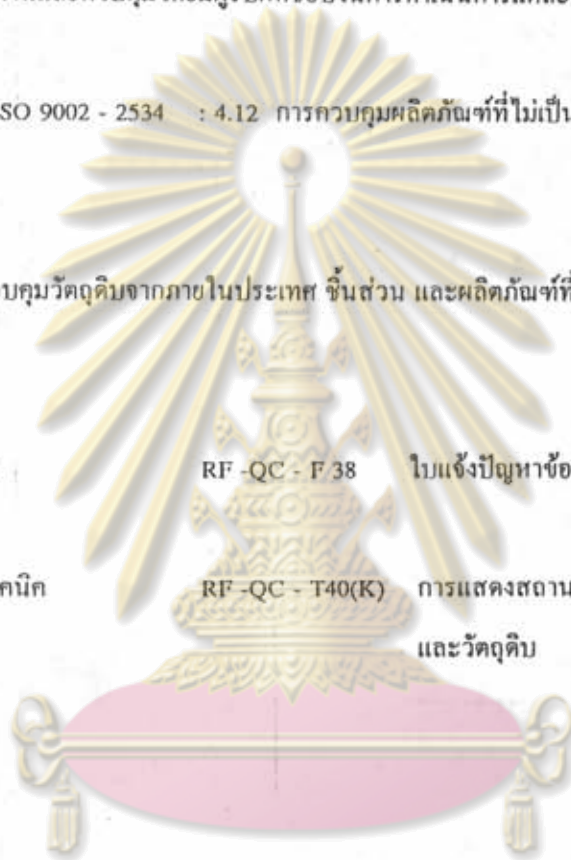 ISO 9002 - 2534 : 4.12 การควบคุมผลิตภัณฑ์ที่ไม่เป็น
บคุมวัตถุดิบจากภายในประเทศ ชิ้นส่วน และผลิตภัณฑ์ที่
RF -QC - F 38 ใบแจ้งปัญหาข้อ
คนิค RF -QC - T40(K) การแสดงสถาน
และวัตถุดิบ